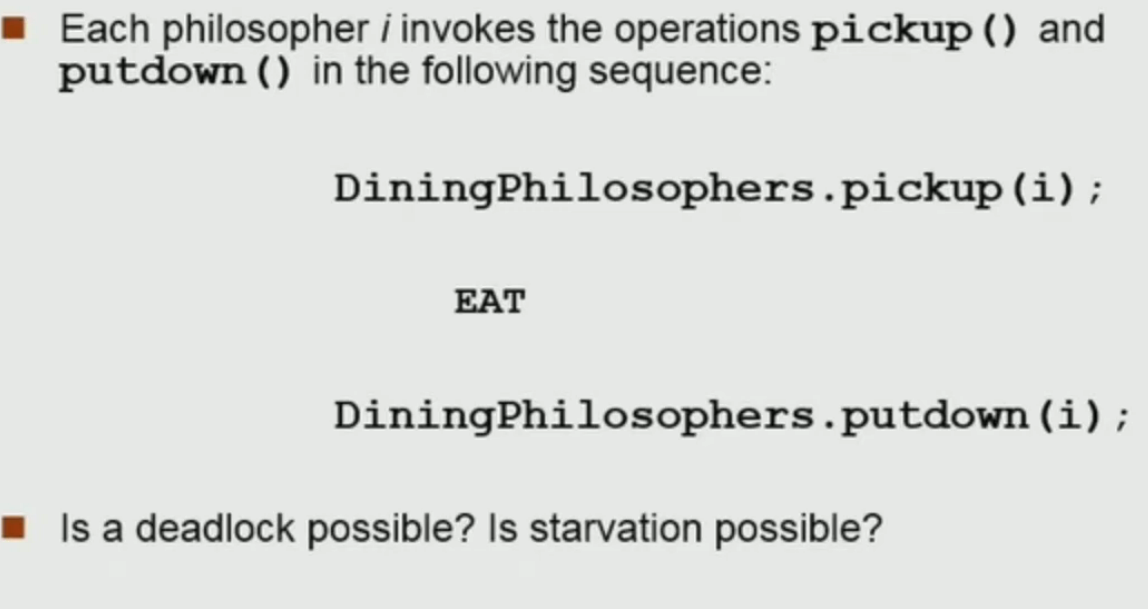 Each philosopher i invokes the operations pickup() and
putdown() in the following sequence:
DiningPhilosophers.pickup(i);
EAT
DiningPhilosophers.putdown(i);
Is a deadlock possible? Is starvation possible?